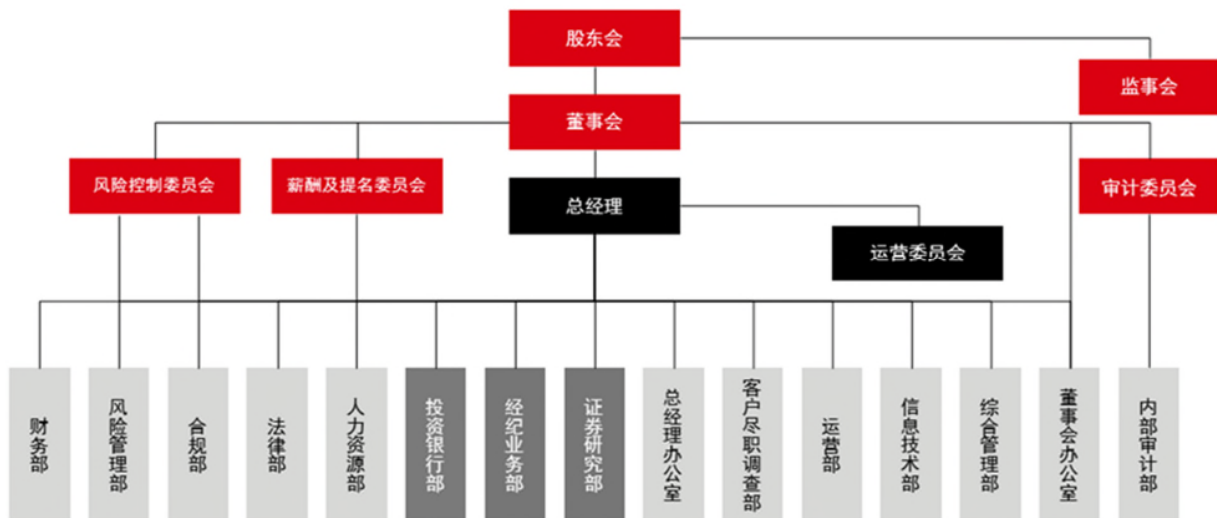 股东会
监事会
董事会
风险控制委员会
薪酬及提名委员会
总经理
审计委员会
运营委员会
财务部
风险管理部
合规部
法律部
人力资源部
投资银行部
经纪业务部
证券研究部
总经理办公室
客户尽职调查部
运营部
信息技术部
综合管理部
董事会办公室
内部审计部